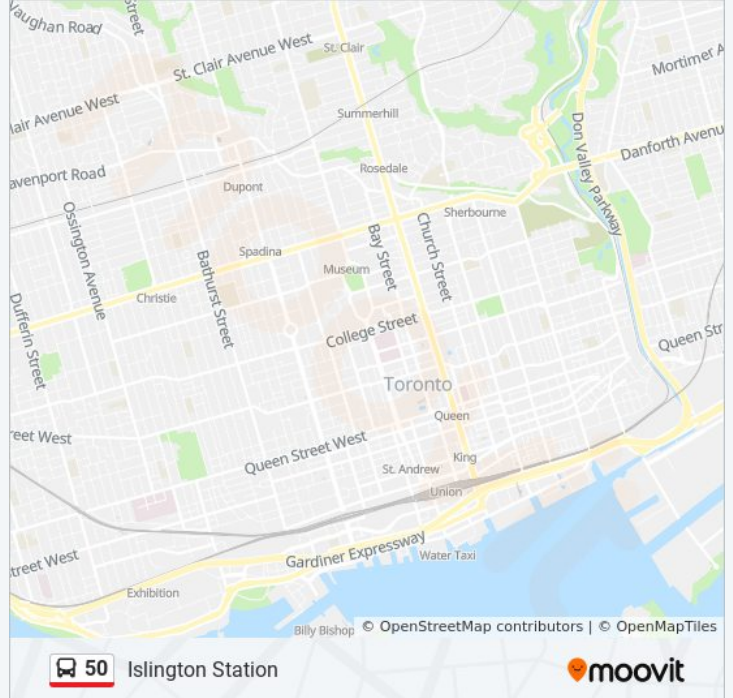 Vaughan Road
Street
St. Clair Avenue West
St. Clair
Mortimer A
lair Avenue West
Summerhill
Don Valley Parkway
Danforth Avenu
avenport Road
Rosedale
Dupont
Ossington Avenue
Sherbourne
Church Street
Bay Street
Bathurst Street
Spadina
Museum
Christie
Dufferin Street
College Street
Queen Str
Toronto
Queen
reet West
Queen Street West
King
St. Andrew
Union
treet West
Gardiner Expressway
Water Taxi
Exhibition
Billy Bishop
© OpenStreetMap contributors | © OpenMapTiles
50 Islington Station
moovit